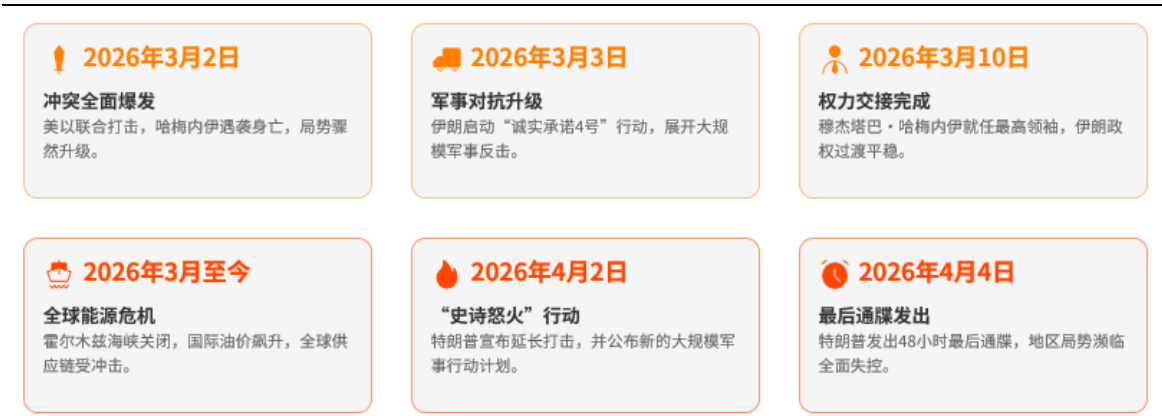 2026年3月2日
冲突全面爆发
美以联合打击，哈梅内伊遇袭身亡，局势骤
然升级。
2026年3月3日
军事对抗升级
伊朗启动“诚实承诺4号”行动，展开大规
模军事反击。
2026年3月10日
权力交接完成
穆杰塔巴·哈梅内伊就任最高领袖，伊朗政
权过渡平稳。
2026年3月至今
全球能源危机
霍尔木兹海峡关闭，国际油价飙升，全球供
应链受冲击。
2026年4月2日
“史诗怒火”行动
特朗普宣布延长打击，并公布新的大规模军
事行动计划。
2026年4月4日
最后通牒发出
特朗普发出48小时最后通牒，地区局势濒临
全面失控。